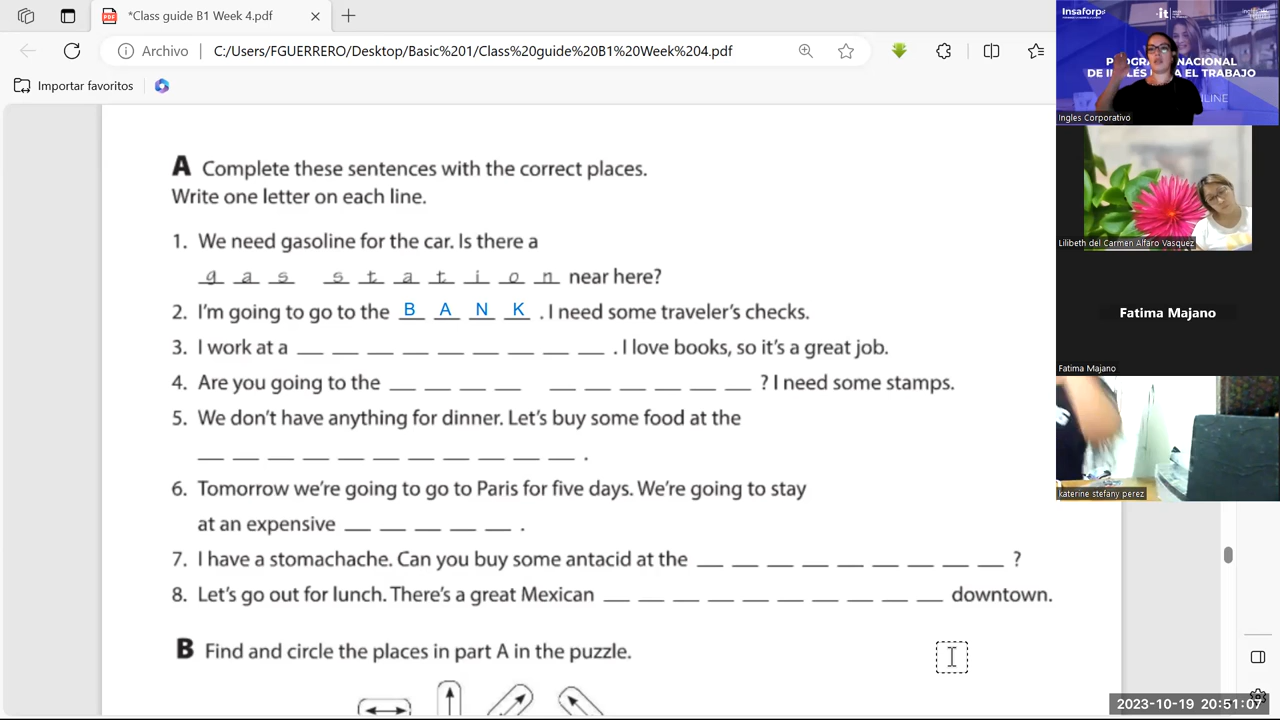 *Class guide B1 Week 4.pdf
Archivo
C:/Users/FGUERRERO/Desktop/Basic%201/Class%20guide%20B1%20Week%204.pdf
Importar favoritos
A Complete these sentences with the correct places.
Write one letter on each line.
1. We need gasoline for the car. Is there a
g a s s t a t i o n near here?
2. I'm going to go to the B A N K . I need some traveler's checks.
3. I work at a _ _ _ _ _ _ _ _ _ . I love books, so it's a great job.
4. Are you going to the _ _ _ _ _ _ _ _ _ _ ? I need some stamps.
5. We don't have anything for dinner. Let's buy some food at the
_ _ _ _ _ _ _ _ _ _ _ .
6. Tomorrow we're going to go to Paris for five days. We're going to stay
at an expensive _ _ _ _ _ .
7. I have a stomachache. Can you buy some antacid at the _ _ _ _ _ _ _ _ _ ?
8. Let's go out for lunch. There's a great Mexican _ _ _ _ _ _ _ _ _ _ downtown.
B Find and circle the places in part A in the puzzle.
Insaforp
Ingles Corporativo
Lilibeth del Carmen Alfaro Vasquez
Fatima Majano
Fatima Majano
katerine stefany perez
2023-10-19 20:51:07